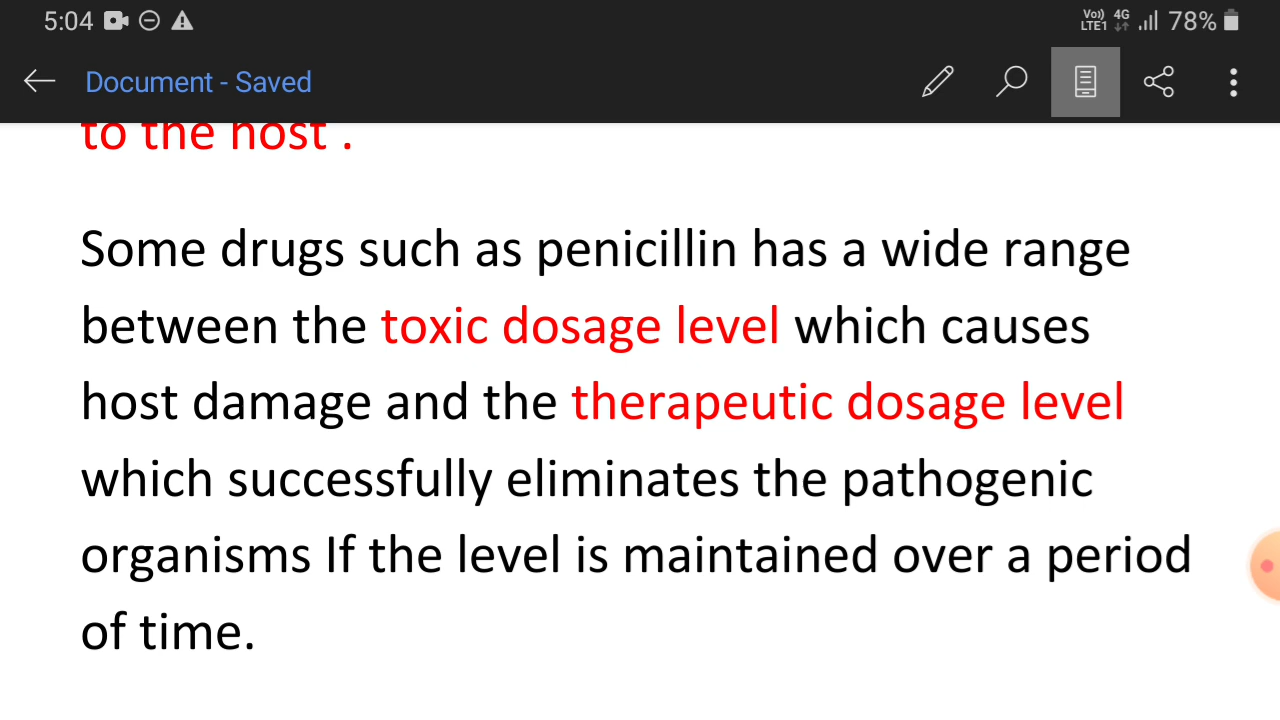 5:04 Vo)) 4G LTE1 78%
Document - Saved
to the host .
Some drugs such as penicillin has a wide range
between the toxic dosage level which causes
host damage and the therapeutic dosage level
which successfully eliminates the pathogenic
organisms If the level is maintained over a period
of time.